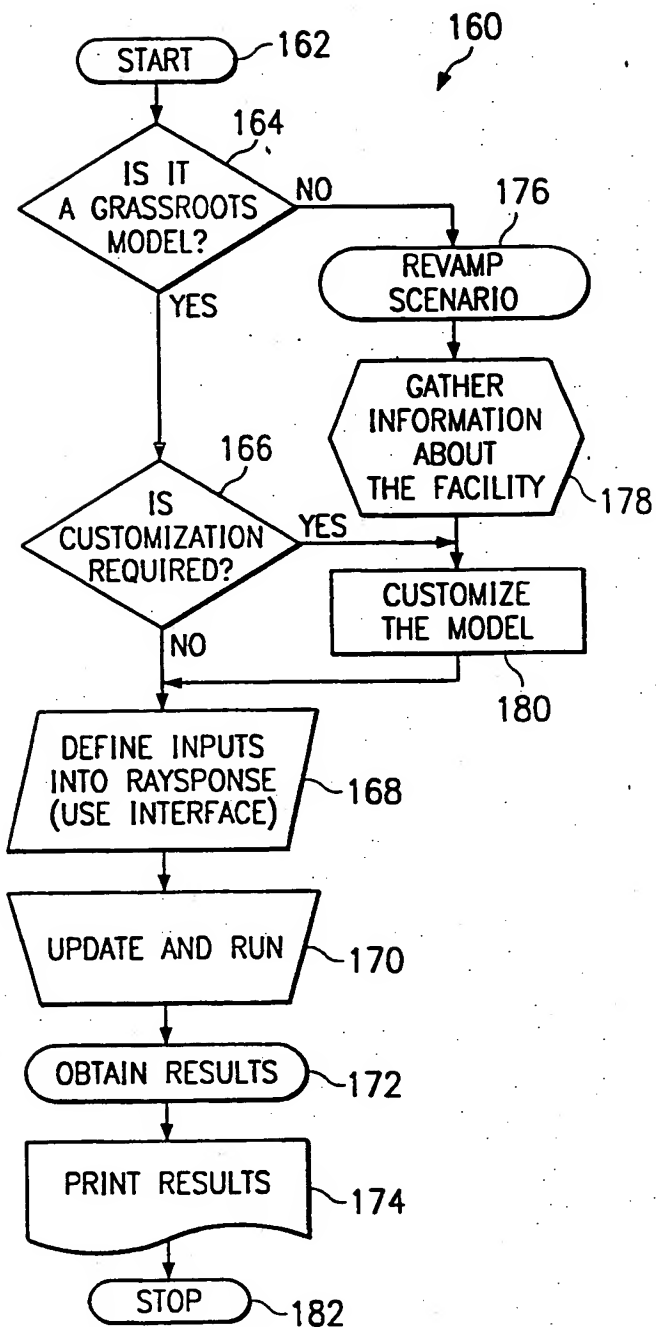 160
START
162
164
IS IT
A GRASSROOTS
MODEL?
NO
YES
176
REVAMP
SCENARIO
GATHER
INFORMATION
ABOUT
THE FACILITY
178
166
IS
CUSTOMIZATION
REQUIRED?
YES
NO
CUSTOMIZE
THE MODEL
180
DEFINE INPUTS
INTO RAYSPONSE
(USE INTERFACE)
168
UPDATE AND RUN
170
OBTAIN RESULTS
172
PRINT RESULTS
174
STOP
182